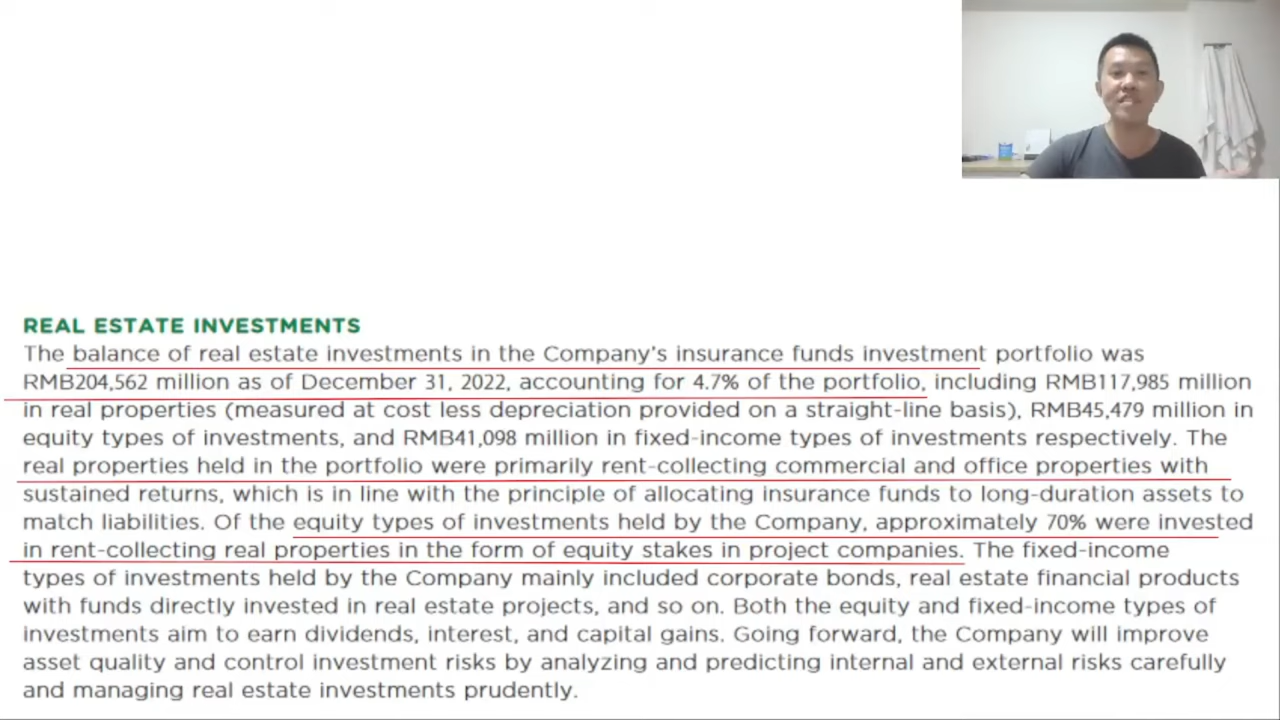 REAL ESTATE INVESTMENTS
The balance of real estate investments in the Company's insurance funds investment portfolio was
RMB204,562 million as of December 31, 2022, accounting for 4.7% of the portfolio, including RMB117,985 million
in real properties (measured at cost less depreciation provided on a straight-line basis), RMB45,479 million in
equity types of investments, and RMB41,098 million in fixed-income types of investments respectively. The
real properties held in the portfolio were primarily rent-collecting commercial and office properties with
sustained returns, which is in line with the principle of allocating insurance funds to long-duration assets to
match liabilities. Of the equity types of investments held by the Company, approximately 70% were invested
in rent-collecting real properties in the form of equity stakes in project companies. The fixed-income
types of investments held by the Company mainly included corporate bonds, real estate financial products
with funds directly invested in real estate projects, and so on. Both the equity and fixed-income types of
investments aim to earn dividends, interest, and capital gains. Going forward, the Company will improve
asset quality and control investment risks by analyzing and predicting internal and external risks carefully
and managing real estate investments prudently.